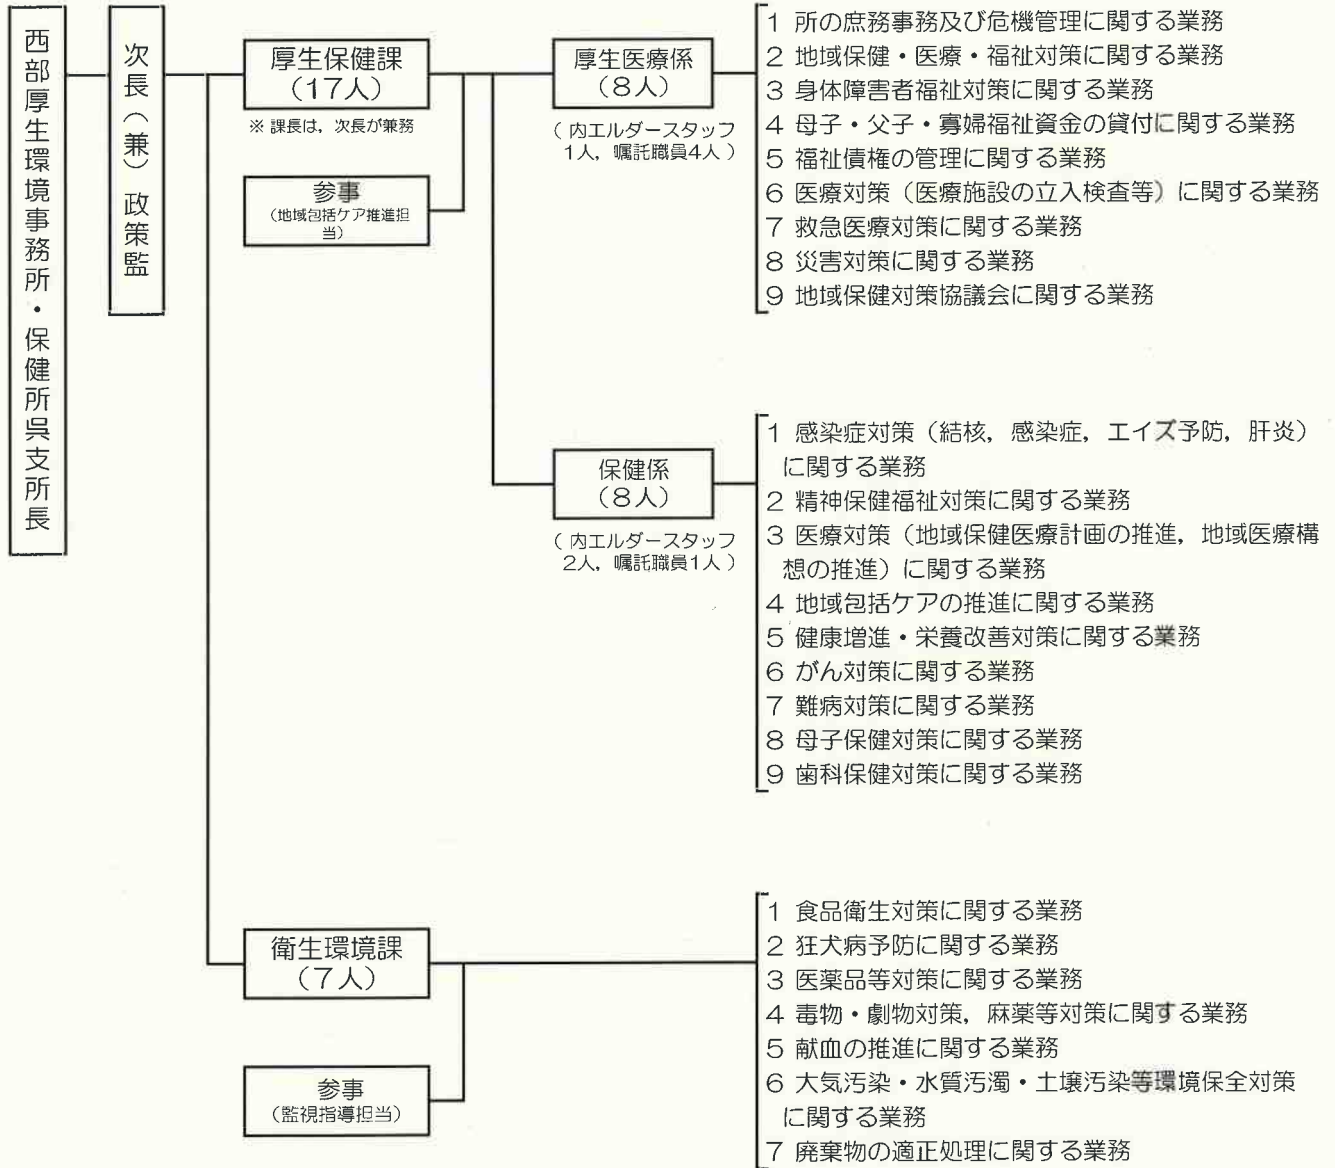 西部厚生環境事務所・保健所呉支所長
次長（兼）政策監
厚生保健課
（17人）
※ 課長は，次長が兼務
参事
（地域包括ケア推進担
当）
厚生医療係
（8人）
（ 内エルダースタッフ
1人，嘱託職員4人 ）
1 所の庶務事務及び危機管理に関する業務
2 地域保健・医療・福祉対策に関する業務
3 身体障害者福祉対策に関する業務
4 母子・父子・寡婦福祉資金の貸付に関する業務
5 福祉債権の管理に関する業務
6 医療対策（医療施設の立入検査等）に関する業務
7 救急医療対策に関する業務
8 災害対策に関する業務
9 地域保健対策協議会に関する業務
保健係
（8人）
（ 内エルダースタッフ
2人，嘱託職員1人 ）
1 感染症対策（結核，感染症，エイズ予防，肝炎）
に関する業務
2 精神保健福祉対策に関する業務
3 医療対策（地域保健医療計画の推進，地域医療構
想の推進）に関する業務
4 地域包括ケアの推進に関する業務
5 健康増進・栄養改善対策に関する業務
6 がん対策に関する業務
7 難病対策に関する業務
8 母子保健対策に関する業務
9 歯科保健対策に関する業務
衛生環境課
（7人）
参事
（監視指導担当）
1 食品衛生対策に関する業務
2 狂犬病予防に関する業務
3 医薬品等対策に関する業務
4 毒物・劇物対策，麻薬等対策に関する業務
5 献血の推進に関する業務
6 大気汚染・水質汚濁・土壌汚染等環境保全対策
に関する業務
7 廃棄物の適正処理に関する業務